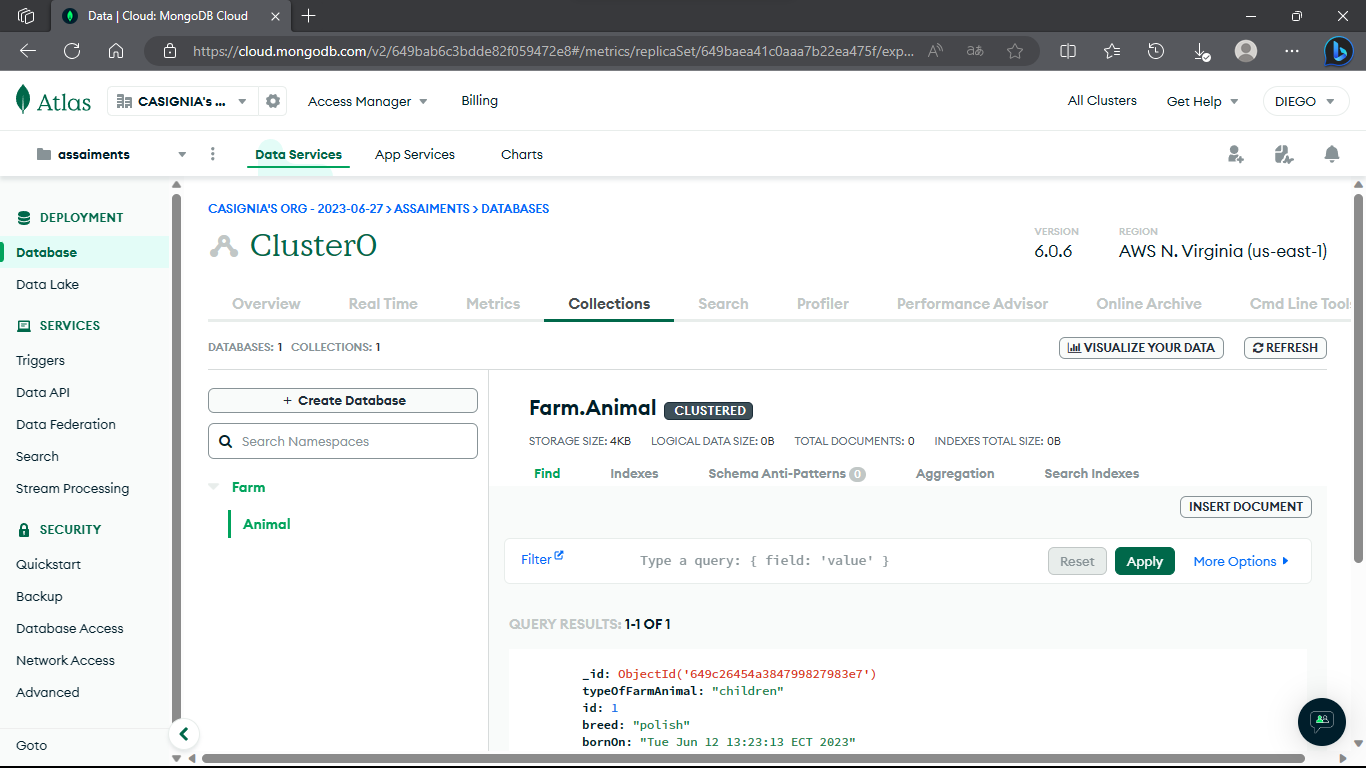 Data | Cloud: MongoDB Cloud
https://cloud.mongodb.com/v2/649bab6c3bdde82f059472e8#/metrics/replicaSet/649baea41c0aaa7b22ea475f/exp...
Atlas
CASIGNIA's ...
Access Manager
Billing
All Clusters
Get Help
DIEGO
assaiments
Data Services
App Services
Charts
DEPLOYMENT
Database
Data Lake
SERVICES
Triggers
Data API
Data Federation
Search
Stream Processing
SECURITY
Quickstart
Backup
Database Access
Network Access
Advanced
Goto
CASIGNIA'S ORG - 2023-06-27 > ASSAIMENTS > DATABASES
Cluster0
VERSION
6.0.6
REGION
AWS N. Virginia (us-east-1)
Overview
Real Time
Metrics
Collections
Search
Profiler
Performance Advisor
Online Archive
Cmd Line Tools
DATABASES: 1 COLLECTIONS: 1
VISUALIZE YOUR DATA
REFRESH
+ Create Database
Search Namespaces
Farm
Animal
Farm.Animal
CLUSTERED
STORAGE SIZE: 4KB LOGICAL DATA SIZE: 0B TOTAL DOCUMENTS: 0 INDEXES TOTAL SIZE: 0B
Find
Indexes
Schema Anti-Patterns 0
Aggregation
Search Indexes
INSERT DOCUMENT
Filter
Type a query: { field: 'value' }
Reset
Apply
More Options
QUERY RESULTS: 1-1 OF 1
_id: ObjectId('649c26454a384799827983e7')
typeOfFarmAnimal: "children"
id: 1
breed: "polish"
bornOn: "Tue Jun 12 13:23:13 ECT 2023"